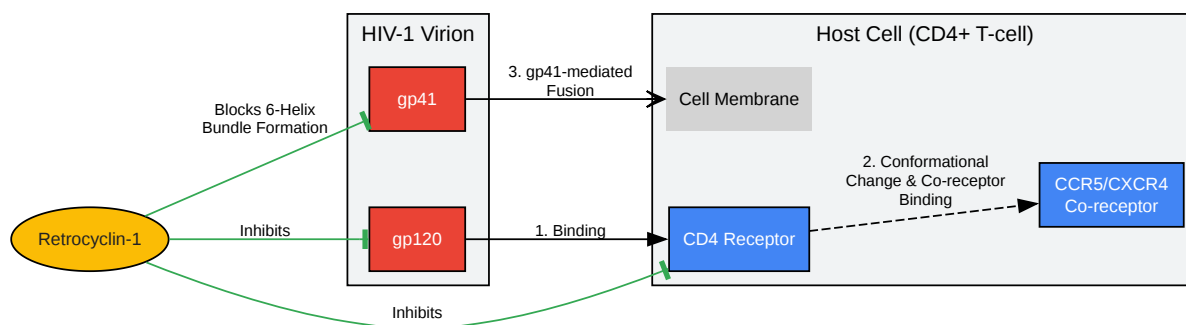 HIV-1 Virion
Host Cell (CD4+ T-cell)
3. gp41-mediated
Fusion
gp41
Cell Membrane
Blocks 6-Helix
Bundle Formation
2. Conformational
Change & Co-receptor
Binding
CCR5/CXCR4
Co-receptor
Retrocyclin-1
Inhibits
gp120
1. Binding
CD4 Receptor
Inhibits